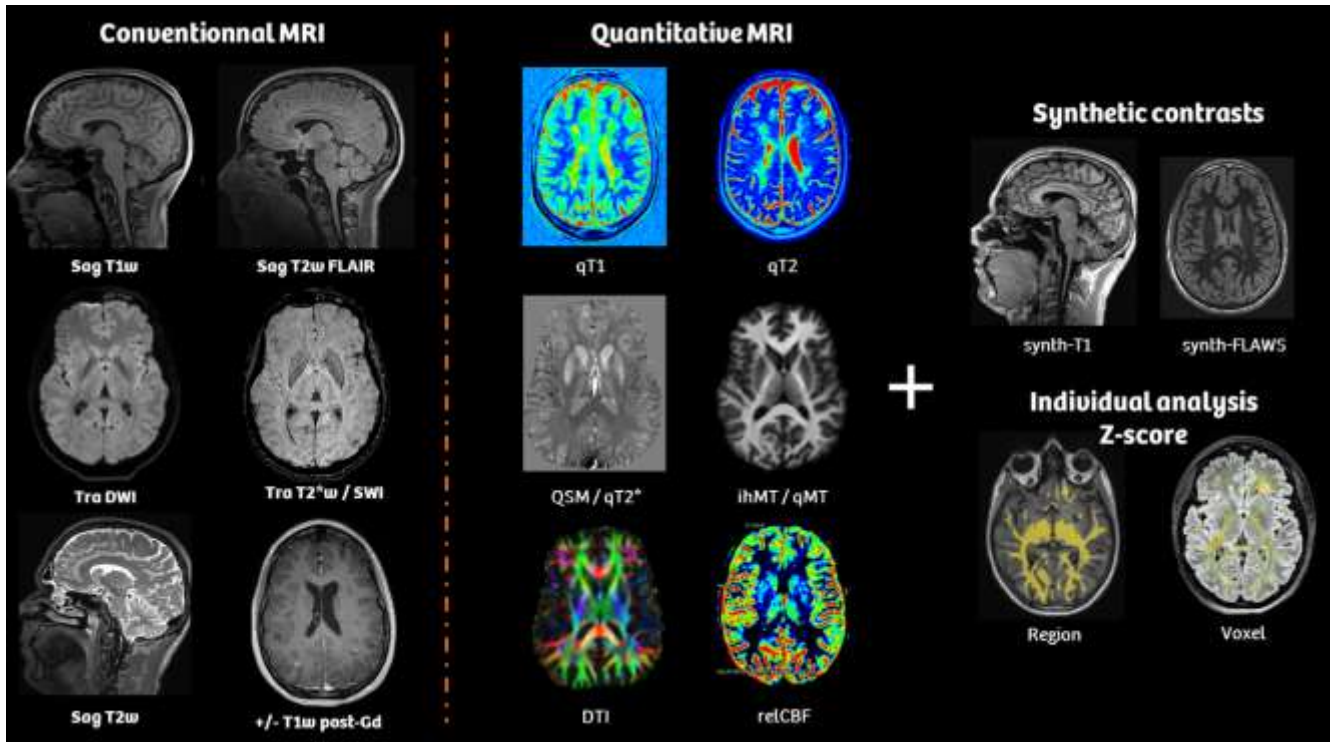 Conventionnal MRI
Sag T1w
Sag T2w FLAIR
Tra DWI
Tra T2*w / SWI
Sag T2w
+/- T1w post-Gd
Quantitative MRI
qT1
qT2
QSM / qT2*
ihMT / qMT
DTI
relCBF
+
Synthetic contrasts
synth-T1
synth-FLAWS
Individual analysis
Z-score
Region
Voxel